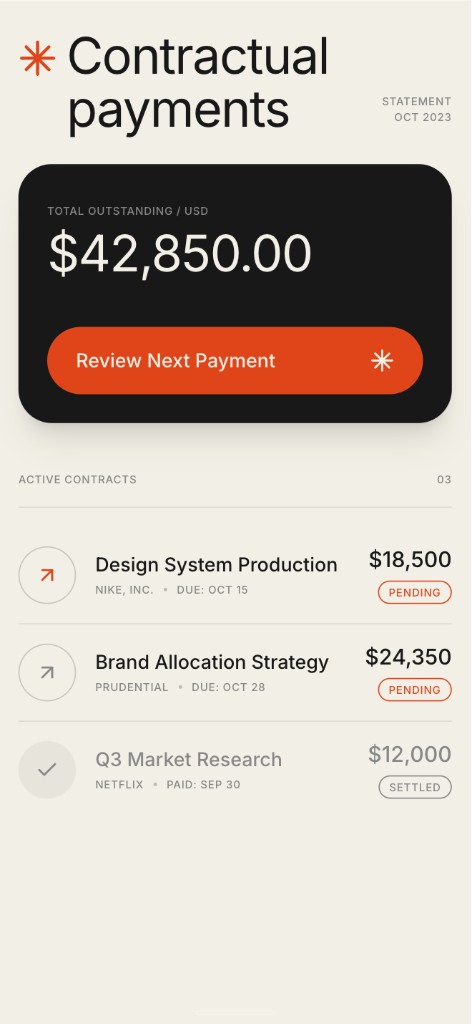 Contractual
payments
STATEMENT
OCT 2023
TOTAL OUTSTANDING / USD
$42,850.00
Review Next Payment
ACTIVE CONTRACTS
03
Design System Production
$18,500
NIKE, INC. • DUE: OCT 15
PENDING
Brand Allocation Strategy
$24,350
PRUDENTIAL • DUE: OCT 28
PENDING
Q3 Market Research
$12,000
NETFLIX • PAID: SEP 30
SETTLED